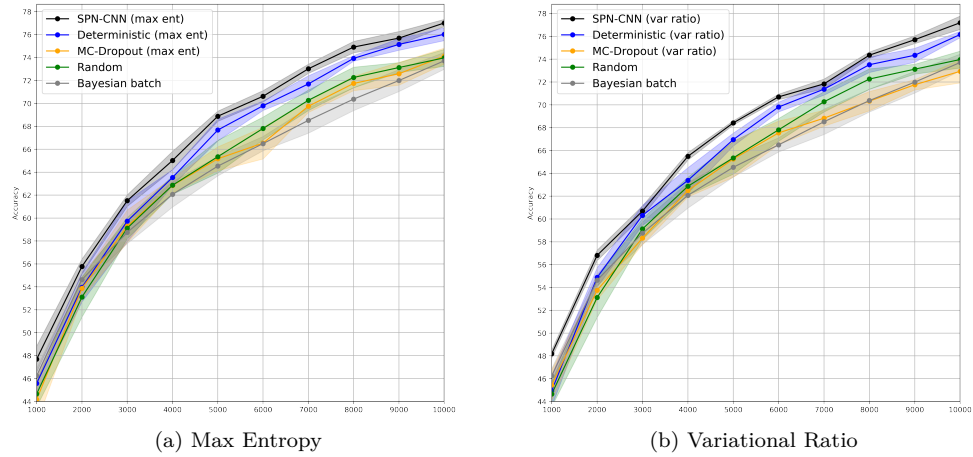 SPN-CNN (max ent)
Deterministic (max ent)
MC-Dropout (max ent)
Random
Bayesian batch
Accuracy
78
76
74
72
70
68
66
64
62
60
58
56
54
52
50
48
46
44
1000 2000 3000 4000 5000 6000 7000 8000 9000 10000
(a) Max Entropy
SPN-CNN (var ratio)
Deterministic (var ratio)
MC-Dropout (var ratio)
Random
Bayesian batch
Accuracy
78
76
74
72
70
68
66
64
62
60
58
56
54
52
50
48
46
44
1000 2000 3000 4000 5000 6000 7000 8000 9000 10000
(b) Variational Ratio